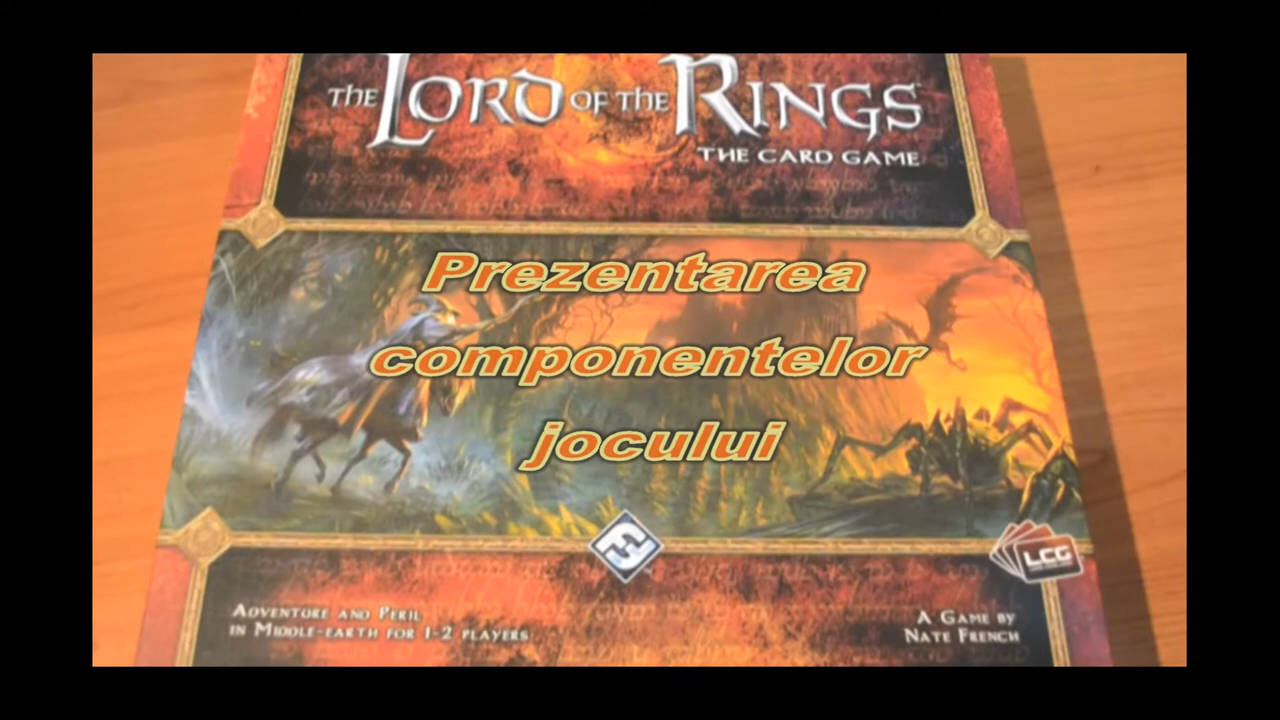 THE LORD OF THE RINGS
THE CARD GAME
Prezentarea
componentelor
jocului
LCG
ADVENTURE AND PERIL
IN MIDDLE-EARTH FOR 1-2 PLAYERS
A GAME BY
NATE FRENCH